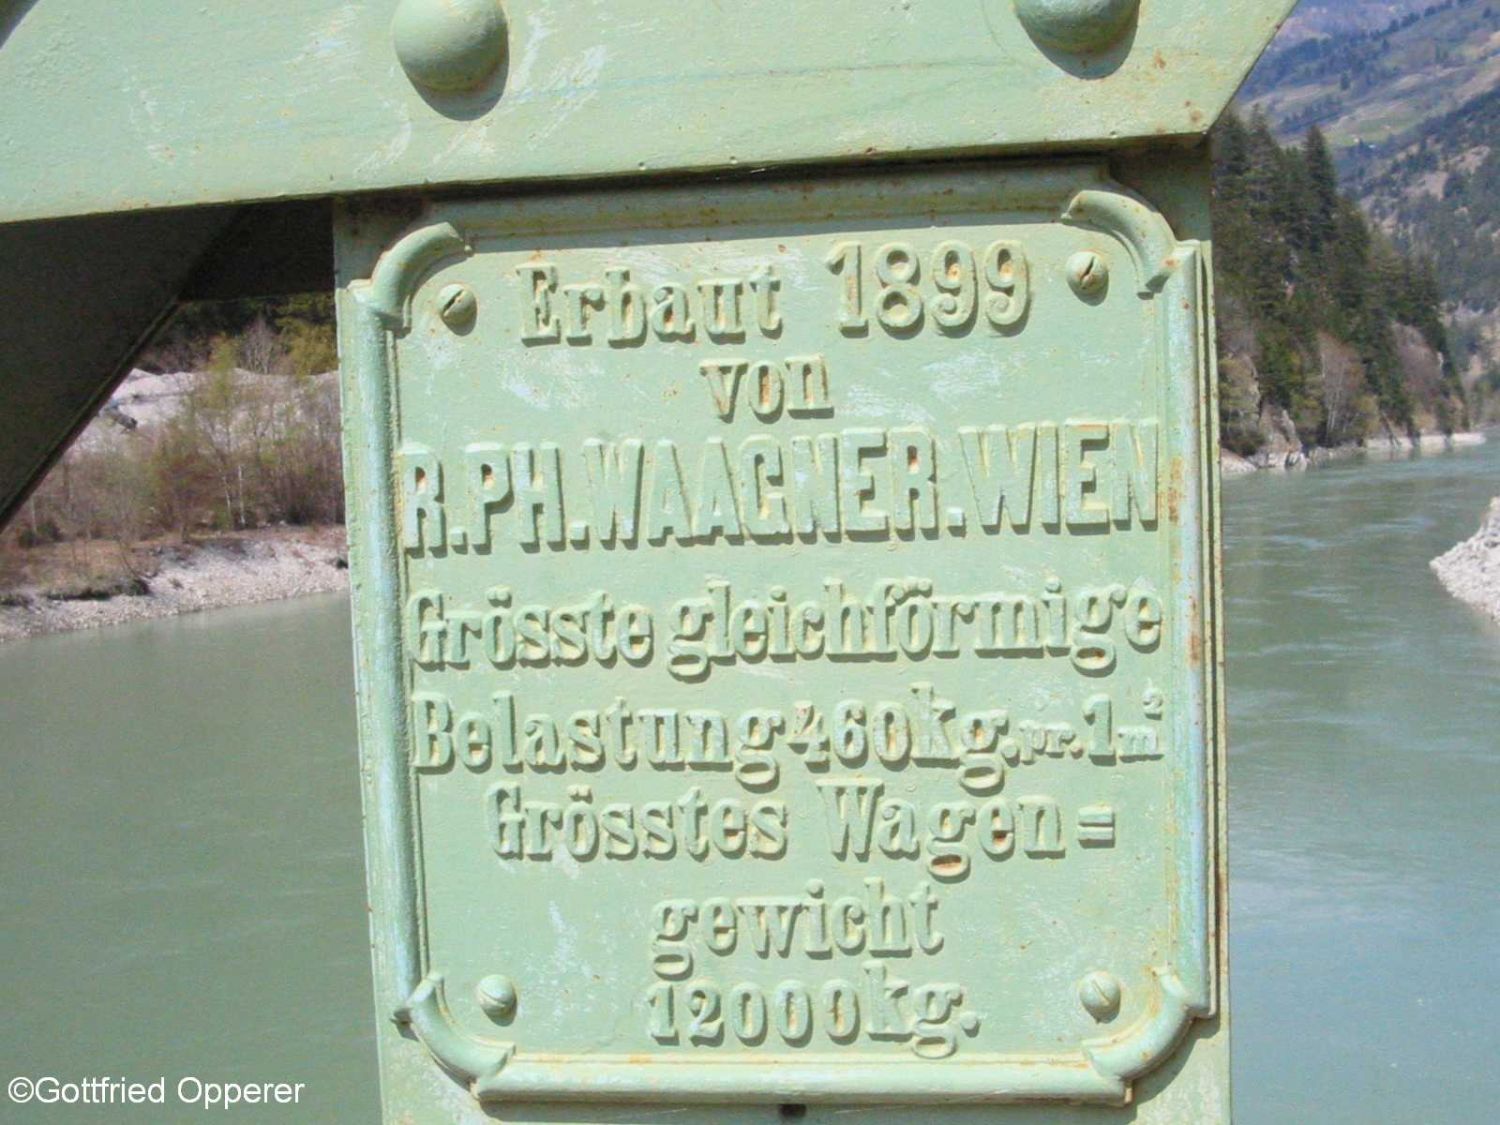 Erbaut 1899
von
R.PH.WAAGNER.WIEN
Grösste gleichförmige
Belastung 460kg.pr.1m²
Grösstes Wagen=
gewicht
12000kg.
©Gottfried Opperer